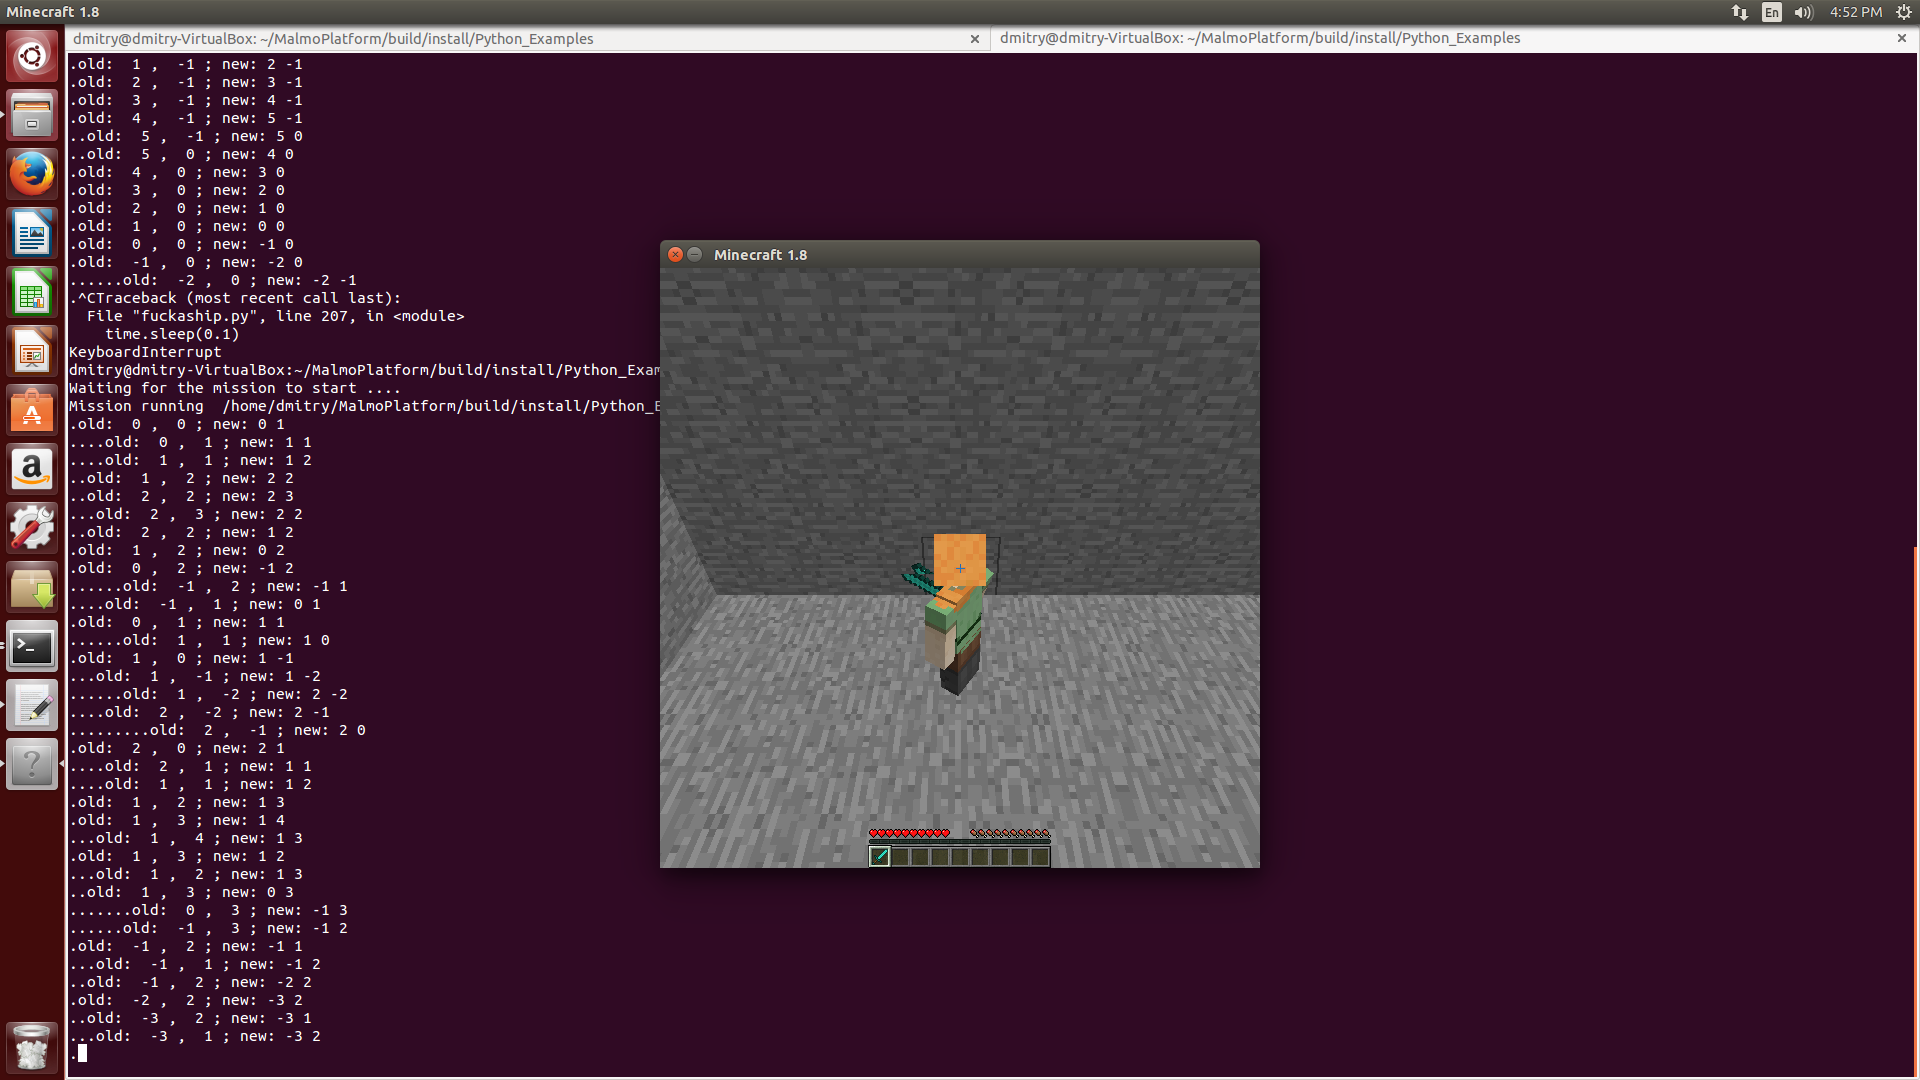 Minecraft 1.8
En
4:52 PM
dmitry@dmitry-VirtualBox: ~/MalmoPlatform/build/install/Python_Examples
dmitry@dmitry-VirtualBox: ~/MalmoPlatform/build/install/Python_Examples
.old:  1 ,  -1 ; new: 2 -1
.old:  2 ,  -1 ; new: 3 -1
.old:  3 ,  -1 ; new: 4 -1
.old:  4 ,  -1 ; new: 5 -1
..old:  5 ,  -1 ; new: 5 0
..old:  5 ,  0 ; new: 4 0
.old:  4 ,  0 ; new: 3 0
.old:  3 ,  0 ; new: 2 0
.old:  2 ,  0 ; new: 1 0
.old:  1 ,  0 ; new: 0 0
.old:  0 ,  0 ; new: -1 0
.old:  -1 ,  0 ; new: -2 0
......old:  -2 ,  0 ; new: -2 -1
.^CTraceback (most recent call last):
  File "fuckaship.py", line 207, in <module>
    time.sleep(0.1)
KeyboardInterrupt
dmitry@dmitry-VirtualBox:~/MalmoPlatform/build/install/Python_Exam
Waiting for the mission to start ....
Mission running  /home/dmitry/MalmoPlatform/build/install/Python_E
.old:  0 ,  0 ; new: 0 1
....old:  0 ,  1 ; new: 1 1
....old:  1 ,  1 ; new: 1 2
..old:  1 ,  2 ; new: 2 2
..old:  2 ,  2 ; new: 2 3
...old:  2 ,  3 ; new: 2 2
..old:  2 ,  2 ; new: 1 2
.old:  1 ,  2 ; new: 0 2
.old:  0 ,  2 ; new: -1 2
......old:  -1 ,  2 ; new: -1 1
....old:  -1 ,  1 ; new: 0 1
.old:  0 ,  1 ; new: 1 1
......old:  1 ,  1 ; new: 1 0
.old:  1 ,  0 ; new: 1 -1
...old:  1 ,  -1 ; new: 1 -2
......old:  1 ,  -2 ; new: 2 -2
....old:  2 ,  -2 ; new: 2 -1
.........old:  2 ,  -1 ; new: 2 0
.old:  2 ,  0 ; new: 2 1
....old:  2 ,  1 ; new: 1 1
....old:  1 ,  1 ; new: 1 2
.old:  1 ,  2 ; new: 1 3
.old:  1 ,  3 ; new: 1 4
...old:  1 ,  4 ; new: 1 3
.old:  1 ,  3 ; new: 1 2
...old:  1 ,  2 ; new: 1 3
..old:  1 ,  3 ; new: 0 3
.......old:  0 ,  3 ; new: -1 3
......old:  -1 ,  3 ; new: -1 2
.old:  -1 ,  2 ; new: -1 1
...old:  -1 ,  1 ; new: -1 2
..old:  -1 ,  2 ; new: -2 2
.old:  -2 ,  2 ; new: -3 2
..old:  -3 ,  2 ; new: -3 1
...old:  -3 ,  1 ; new: -3 2
.
Minecraft 1.8